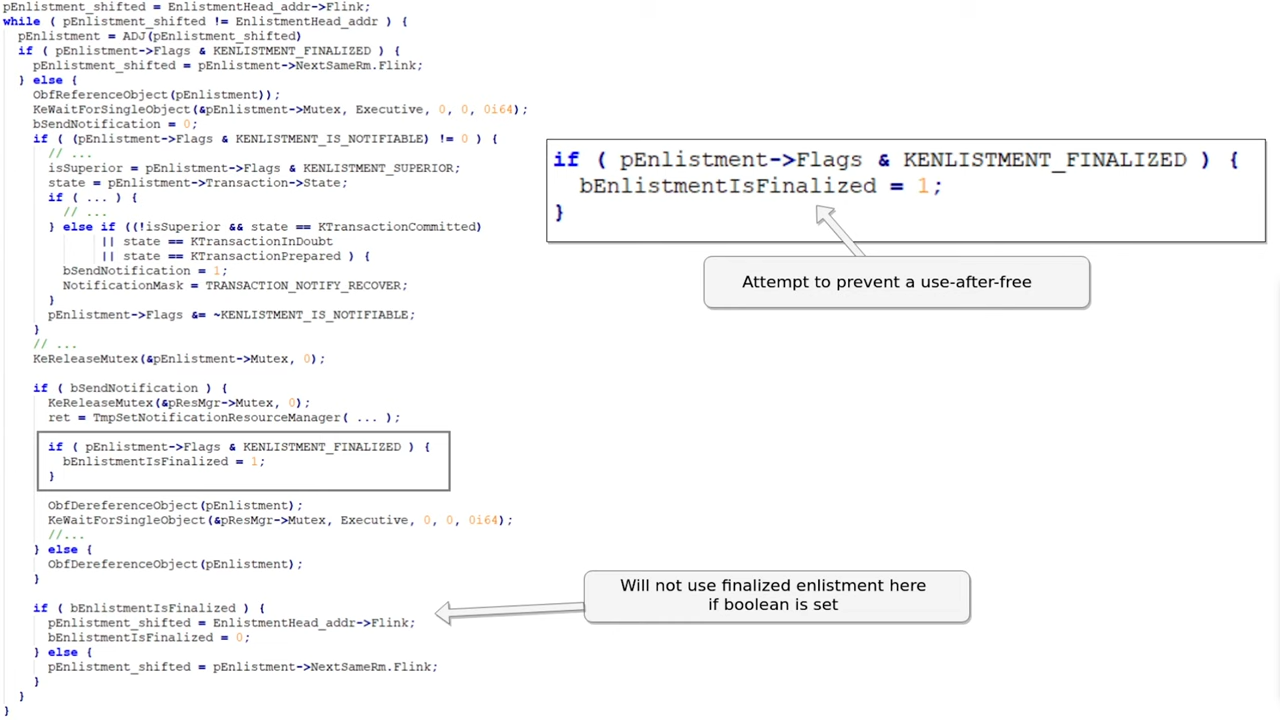 pEnlistment_shifted = EnlistmentHead_addr->Flink;
while ( pEnlistment_shifted != EnlistmentHead_addr ) {
  pEnlistment = ADJ(pEnlistment_shifted)
  if ( pEnlistment->Flags & KENLISTMENT_FINALIZED ) {
    pEnlistment_shifted = pEnlistment->NextSameRm.Flink;
  } else {
    ObfReferenceObject(pEnlistment));
    KeWaitForSingleObject(&pEnlistment->Mutex, Executive, 0, 0, 0i64);
    bSendNotification = 0;
    if ( (pEnlistment->Flags & KENLISTMENT_IS_NOTIFIABLE) != 0 ) {
      // ...
      isSuperior = pEnlistment->Flags & KENLISTMENT_SUPERIOR;
      state = pEnlistment->Transaction->State;
      if ( ... ) {
        // ...
      } else if ((!isSuperior && state == KTransactionCommitted)
             || state == KTransactionInDoubt
             || state == KTransactionPrepared ) {
        bSendNotification = 1;
        NotificationMask = TRANSACTION_NOTIFY_RECOVER;
      }
      pEnlistment->Flags &= ~KENLISTMENT_IS_NOTIFIABLE;
    }
    // ...
    KeReleaseMutex(&pEnlistment->Mutex, 0);
    if ( bSendNotification ) {
      KeReleaseMutex(&pResMgr->Mutex, 0);
      ret = TmpSetNotificationResourceManager( ... );
      if ( pEnlistment->Flags & KENLISTMENT_FINALIZED ) {
        bEnlistmentIsFinalized = 1;
      }
      ObfDereferenceObject(pEnlistment);
      KeWaitForSingleObject(&pResMgr->Mutex, Executive, 0, 0, 0i64);
      //...
    } else {
      ObfDereferenceObject(pEnlistment);
    }
    if ( bEnlistmentIsFinalized ) {
      pEnlistment_shifted = EnlistmentHead_addr->Flink;
      bEnlistmentIsFinalized = 0;
    } else {
      pEnlistment_shifted = pEnlistment->NextSameRm.Flink;
    }
  }
}
if ( pEnlistment->Flags & KENLISTMENT_FINALIZED ) {
  bEnlistmentIsFinalized = 1;
}
Attempt to prevent a use-after-free
Will not use finalized enlistment here
if boolean is set